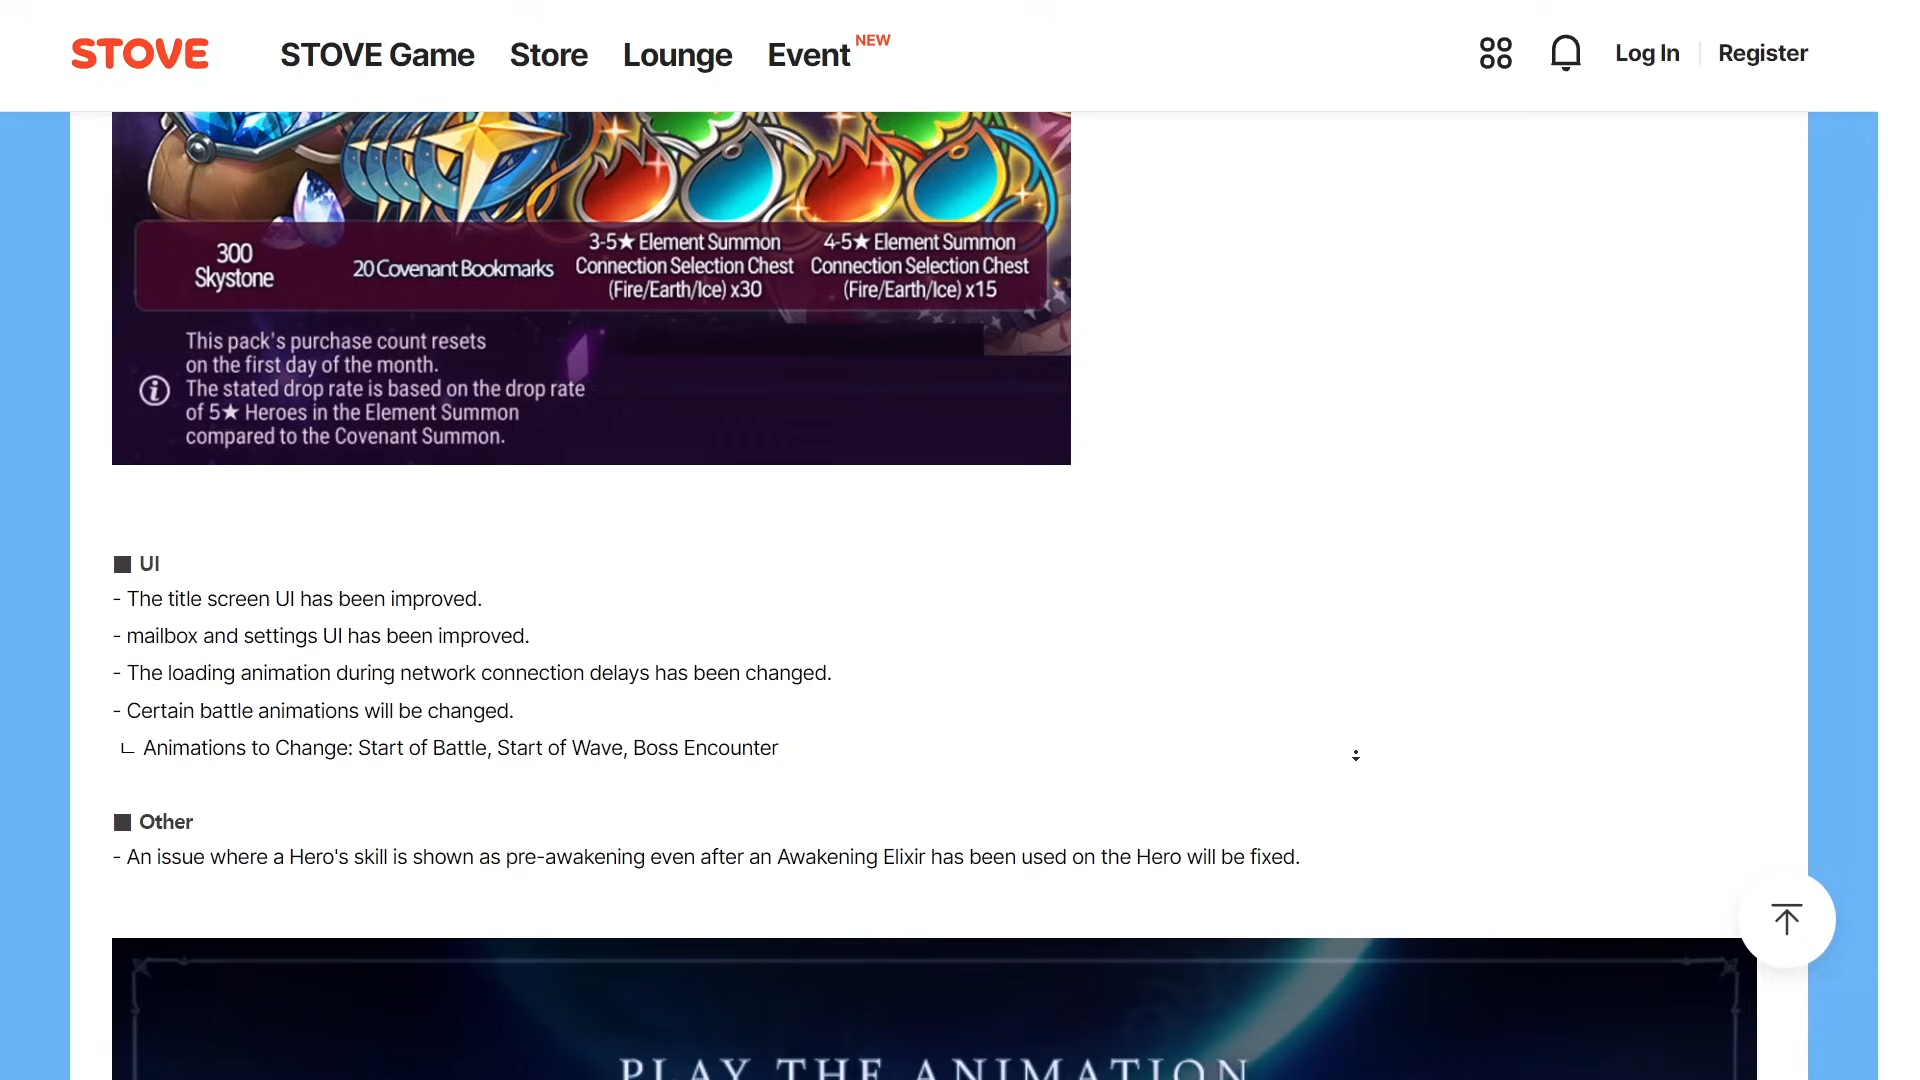 STOVE
STOVE Game
Store
Lounge
Event NEW
Log In
Register
300
Skystone
20 Covenant Bookmarks
3-5★ Element Summon
Connection Selection Chest
(Fire/Earth/Ice) x30
4-5★ Element Summon
Connection Selection Chest
(Fire/Earth/Ice) x15
This pack's purchase count resets
on the first day of the month.
The stated drop rate is based on the drop rate
of 5★ Heroes in the Element Summon
compared to the Covenant Summon.
■ UI
- The title screen UI has been improved.
- mailbox and settings UI has been improved.
- The loading animation during network connection delays has been changed.
- Certain battle animations will be changed.
ㄴ Animations to Change: Start of Battle, Start of Wave, Boss Encounter
■ Other
- An issue where a Hero's skill is shown as pre-awakening even after an Awakening Elixir has been used on the Hero will be fixed.
PLAY THE ANIMATION